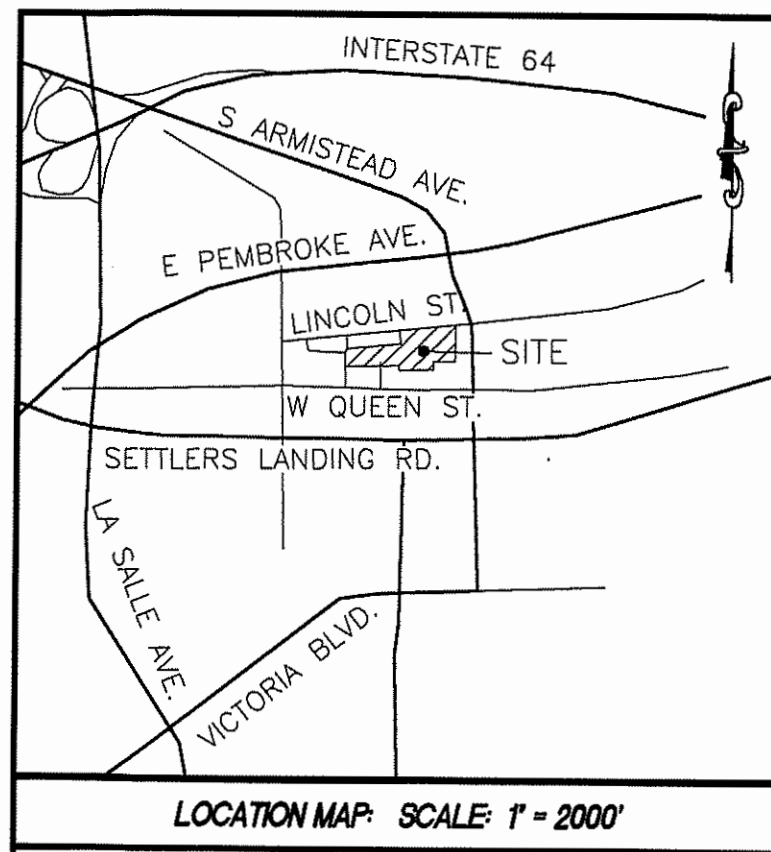 INTERSTATE 64
S ARMISTEAD AVE.
E PEMBROKE AVE.
LINCOLN ST.
SITE
W QUEEN ST.
SETTLERS LANDING RD.
LA SALLE AVE.
VICTORIA BLVD.
LOCATION MAP: SCALE: 1" = 2000'